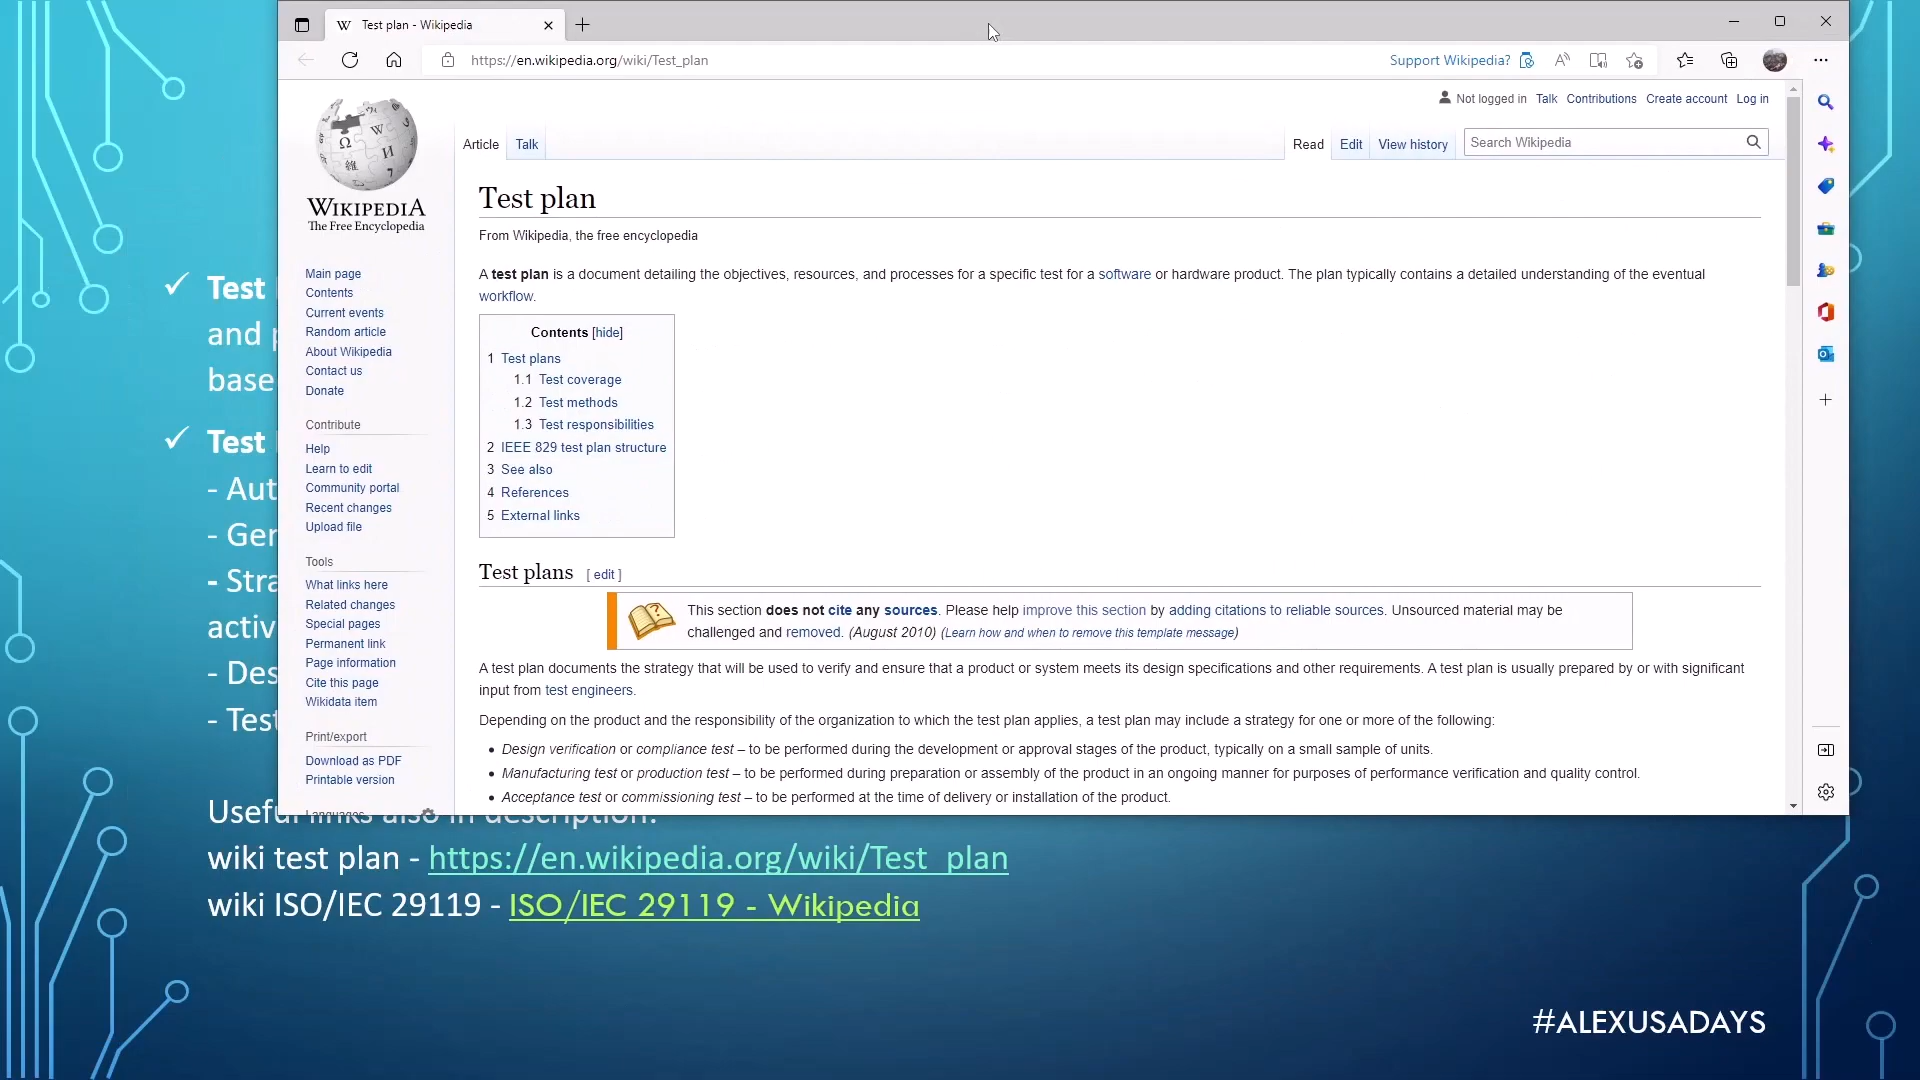 Test plan - Wikipedia
https://en.wikipedia.org/wiki/Test_plan
Support Wikipedia?
Not logged in Talk Contributions Create account Log in
Article Talk
Read Edit View history
Search Wikipedia
WIKIPEDIA
The Free Encyclopedia
Main page
Contents
Current events
Random article
About Wikipedia
Contact us
Donate
Contribute
Help
Learn to edit
Community portal
Recent changes
Upload file
Tools
What links here
Related changes
Special pages
Permanent link
Page information
Cite this page
Wikidata item
Print/export
Download as PDF
Printable version
Languages
Test plan
From Wikipedia, the free encyclopedia
A test plan is a document detailing the objectives, resources, and processes for a specific test for a software or hardware product. The plan typically contains a detailed understanding of the eventual
workflow.
Contents [hide]
1 Test plans
1.1 Test coverage
1.2 Test methods
1.3 Test responsibilities
2 IEEE 829 test plan structure
3 See also
4 References
5 External links
Test plans [ edit ]
This section does not cite any sources. Please help improve this section by adding citations to reliable sources. Unsourced material may be
challenged and removed. (August 2010) (Learn how and when to remove this template message)
A test plan documents the strategy that will be used to verify and ensure that a product or system meets its design specifications and other requirements. A test plan is usually prepared by or with significant
input from test engineers.
Depending on the product and the responsibility of the organization to which the test plan applies, a test plan may include a strategy for one or more of the following:
• Design verification or compliance test – to be performed during the development or approval stages of the product, typically on a small sample of units.
• Manufacturing test or production test – to be performed during preparation or assembly of the product in an ongoing manner for purposes of performance verification and quality control.
• Acceptance test or commissioning test – to be performed at the time of delivery or installation of the product.
✓ Test
and
base
✓ Test
- Aut
- Ger
- Stra
activ
- Des
- Test
Useful links also in description:
wiki test plan - https://en.wikipedia.org/wiki/Test_plan
wiki ISO/IEC 29119 - ISO/IEC 29119 - Wikipedia
#ALEXUSADAYS